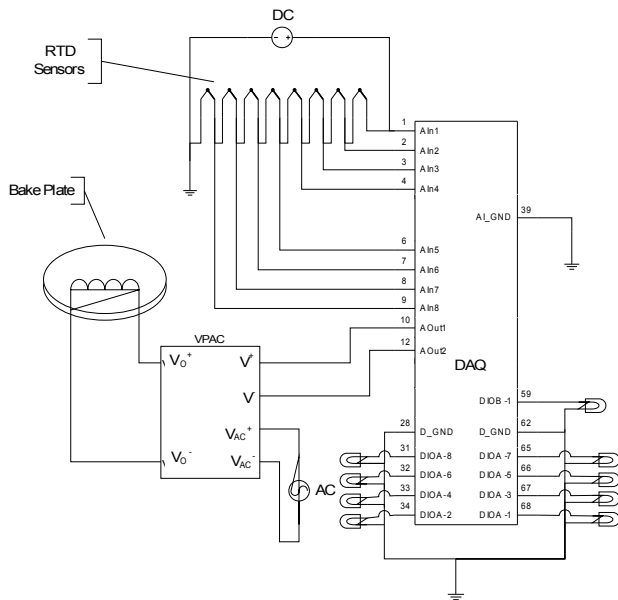 DC
- +
RTD
Sensors
1 AIn1
2 AIn2
3 AIn3
4 AIn4
AI_GND 39
6 AIn5
7 AIn6
8 AIn7
9 AIn8
10 AOut1
12 AOut2
DAQ
Bake Plate
VPAC
VO+ V+
V-
VAC+
VO- VAC-
AC
DIOB-1 59
28 D_GND D_GND 62
31 DIOA-8 DIOA-7 65
32 DIOA-6 DIOA-5 66
33 DIOA-4 DIOA-3 67
34 DIOA-2 DIOA-1 68